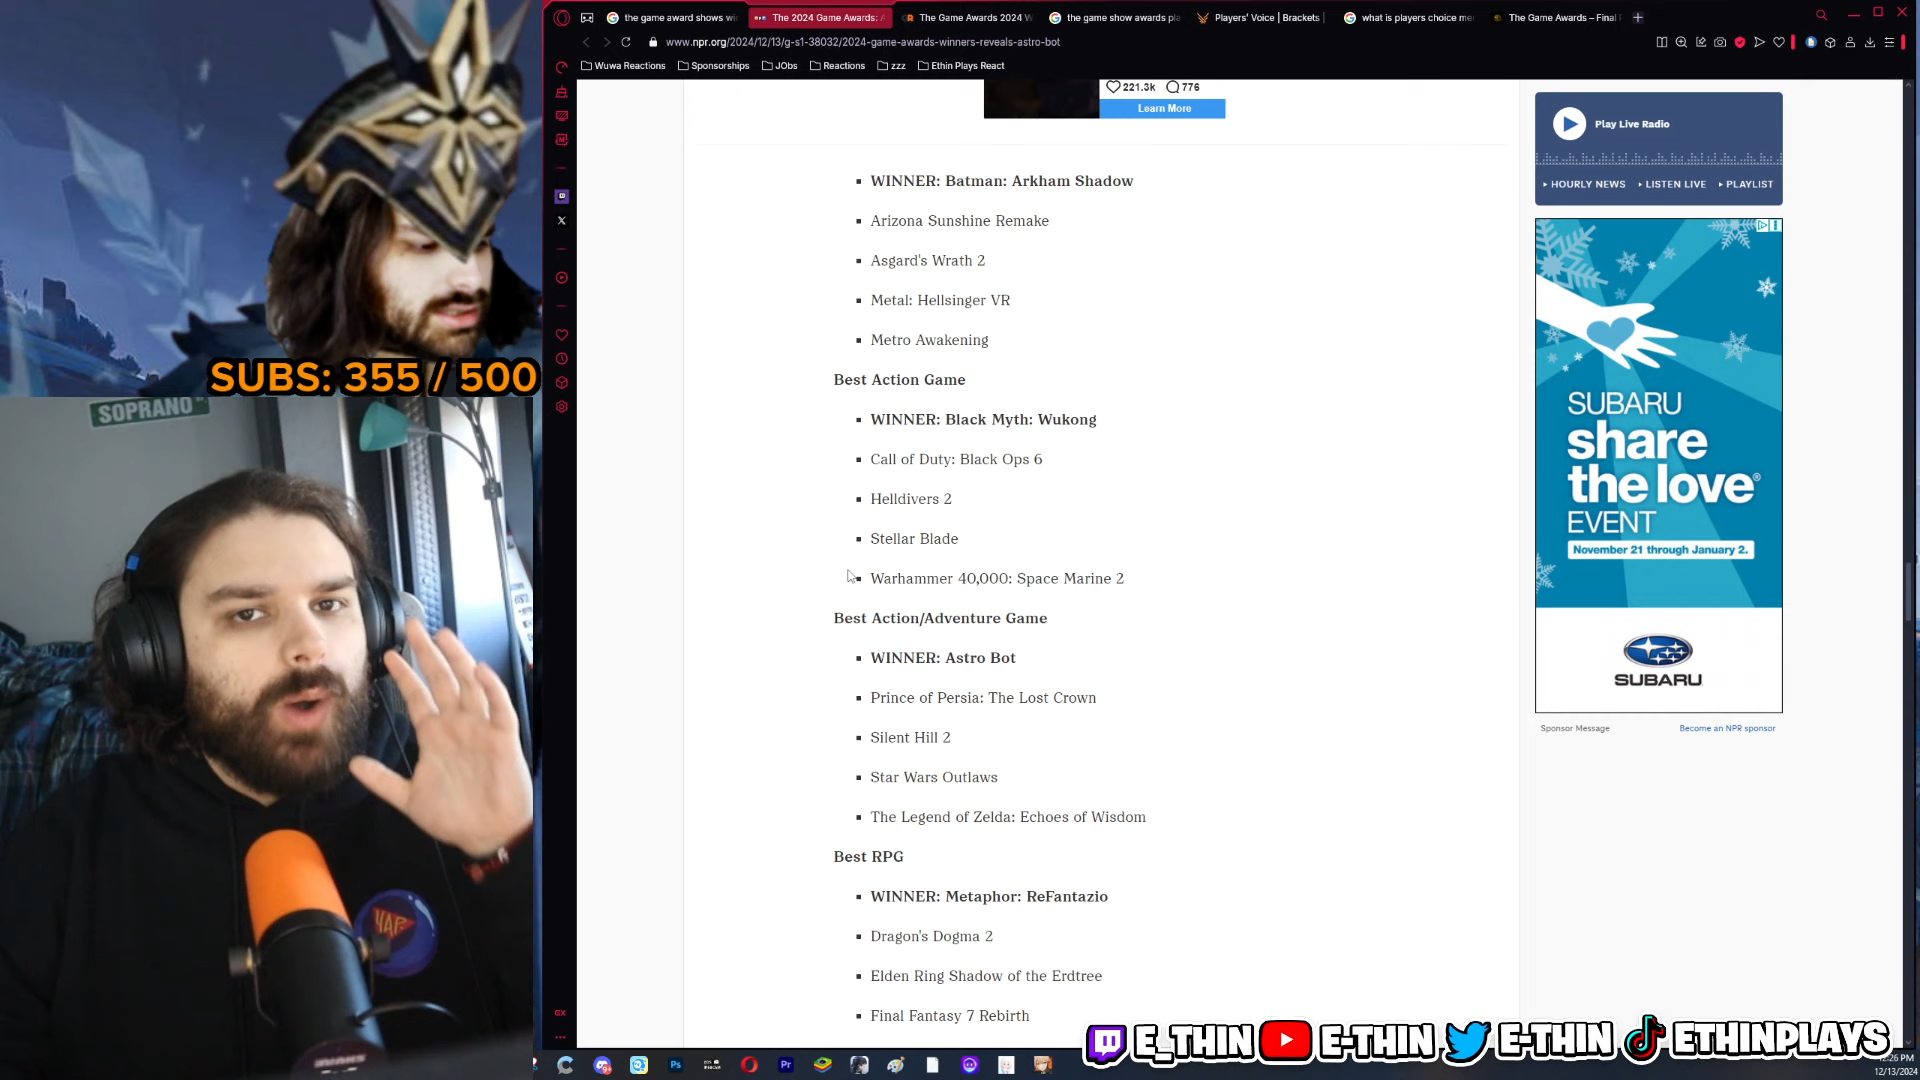 the game award shows wi
The 2024 Game Awards: A
The Game Awards 2024 W
the game show awards pla
Players' Voice | Brackets |
what is players choice me
The Game Awards – Final
www.npr.org/2024/12/13/g-s1-38032/2024-game-awards-winners-reveals-astro-bot
Wuwa Reactions
Sponsorships
JObs
Reactions
zzz
Ethin Plays React
221.3k
776
Learn More
WINNER: Batman: Arkham Shadow
Arizona Sunshine Remake
Asgard's Wrath 2
Metal: Hellsinger VR
Metro Awakening
Best Action Game
WINNER: Black Myth: Wukong
Call of Duty: Black Ops 6
Helldivers 2
Stellar Blade
Warhammer 40,000: Space Marine 2
Best Action/Adventure Game
WINNER: Astro Bot
Prince of Persia: The Lost Crown
Silent Hill 2
Star Wars Outlaws
The Legend of Zelda: Echoes of Wisdom
Best RPG
WINNER: Metaphor: ReFantazio
Dragon's Dogma 2
Elden Ring Shadow of the Erdtree
Final Fantasy 7 Rebirth
Play Live Radio
HOURLY NEWS
LISTEN LIVE
PLAYLIST
SUBARU
share
the love®
EVENT
November 21 through January 2.
SUBARU
Sponsor Message
Become an NPR sponsor
SUBS: 355 / 500
SOPRANO
E_THIN
E-THIN
E-THIN
ETHINPLAYS
12:26 PM
12/13/2024